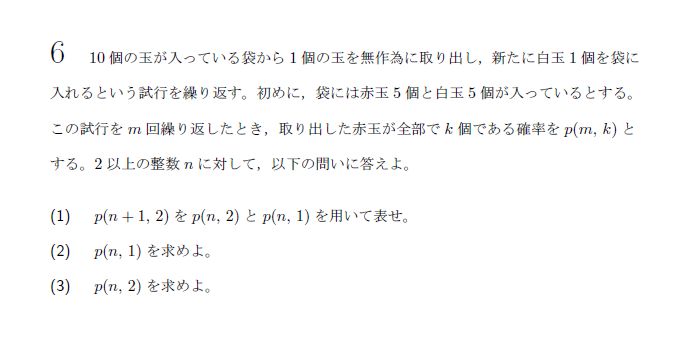 6 10 個の玉が入っている袋から 1 個の玉を無作為に取り出し，新たに白玉 1 個を袋に
入れるという試行を繰り返す。初めに，袋には赤玉 5 個と白玉 5 個が入っているとする。
この試行を m 回繰り返したとき，取り出した赤玉が全部で k 個である確率を p(m, k) と
する。2 以上の整数 n に対して，以下の問いに答えよ。
(1) p(n + 1, 2) を p(n, 2) と p(n, 1) を用いて表せ。
(2) p(n, 1) を求めよ。
(3) p(n, 2) を求めよ。